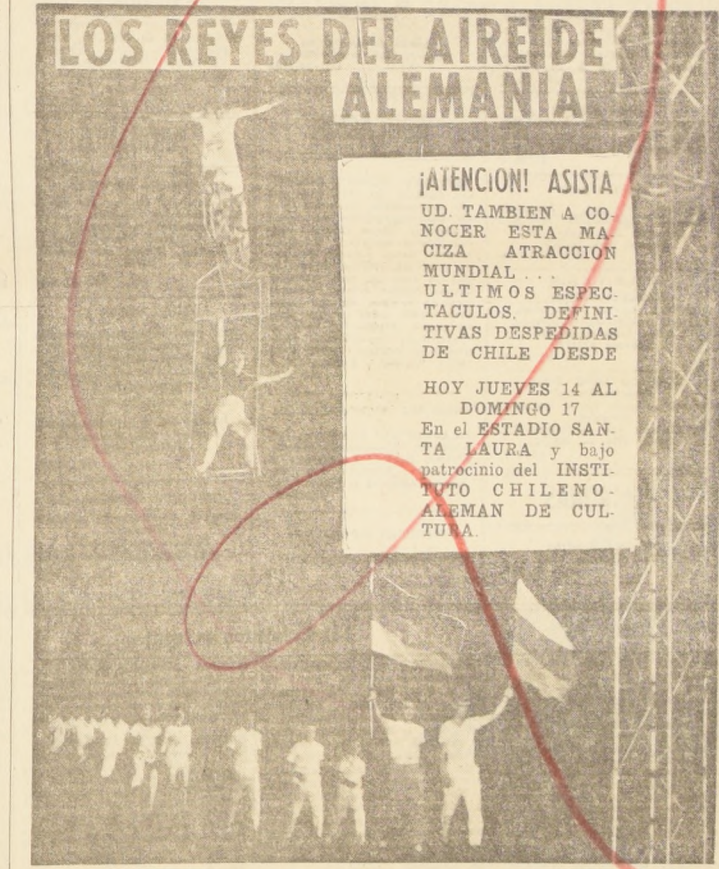 LOS REYES DEL AIRE DE
ALEMANIA
¡ATENCION! ASISTA
UD. TAMBIEN A CO-
NOCER ESTA MA-
CIZA ATRACCION
MUNDIAL ...
ULTIMOS ESPEC-
TACULOS. DEFINI-
TIVAS DESPEDIDAS
DE CHILE DESDE
HOY JUEVES 14 AL
DOMINGO 17
En el ESTADIO SAN-
TA LAURA y bajo
patrocinio del INSTI-
TUTO CHILENO-
ALEMAN DE CUL-
TURA.